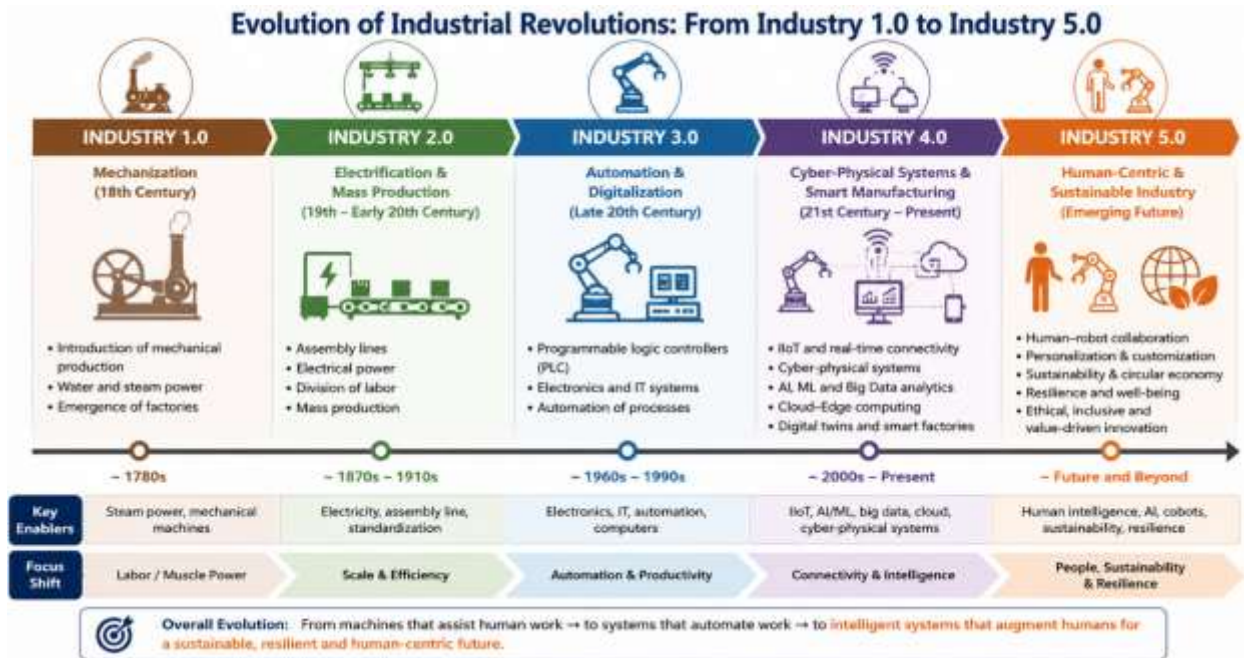 Evolution of Industrial Revolutions: From Industry 1.0 to Industry 5.0
INDUSTRY 1.0
INDUSTRY 2.0
INDUSTRY 3.0
INDUSTRY 4.0
INDUSTRY 5.0
Mechanization
(18th Century)
Electrification &
Mass Production
(19th – Early 20th Century)
Automation &
Digitalization
(Late 20th Century)
Cyber-Physical Systems &
Smart Manufacturing
(21st Century – Present)
Human-Centric &
Sustainable Industry
(Emerging Future)
• Introduction of mechanical
production
• Water and steam power
• Emergence of factories
• Assembly lines
• Electrical power
• Division of labor
• Mass production
• Programmable logic controllers
(PLC)
• Electronics and IT systems
• Automation of processes
• IIoT and real-time connectivity
• Cyber-physical systems
• AI, ML and Big Data analytics
• Cloud–Edge computing
• Digital twins and smart factories
• Human–robot collaboration
• Personalization & customization
• Sustainability & circular economy
• Resilience and well-being
• Ethical, inclusive and
value-driven innovation
~ 1780s
~ 1870s – 1910s
~ 1960s – 1990s
~ 2000s – Present
~ Future and Beyond
Key
Enablers
Steam power, mechanical
machines
Electricity, assembly line,
standardization
Electronics, IT, automation,
computers
IIoT, AI/ML, big data, cloud,
cyber-physical systems
Human intelligence, AI, cobots,
sustainability, resilience
Focus
Shift
Labor / Muscle Power
Scale & Efficiency
Automation & Productivity
Connectivity & Intelligence
People, Sustainability
& Resilience
Overall Evolution: From machines that assist human work → to systems that automate work → to intelligent systems that augment humans for
a sustainable, resilient and human-centric future.